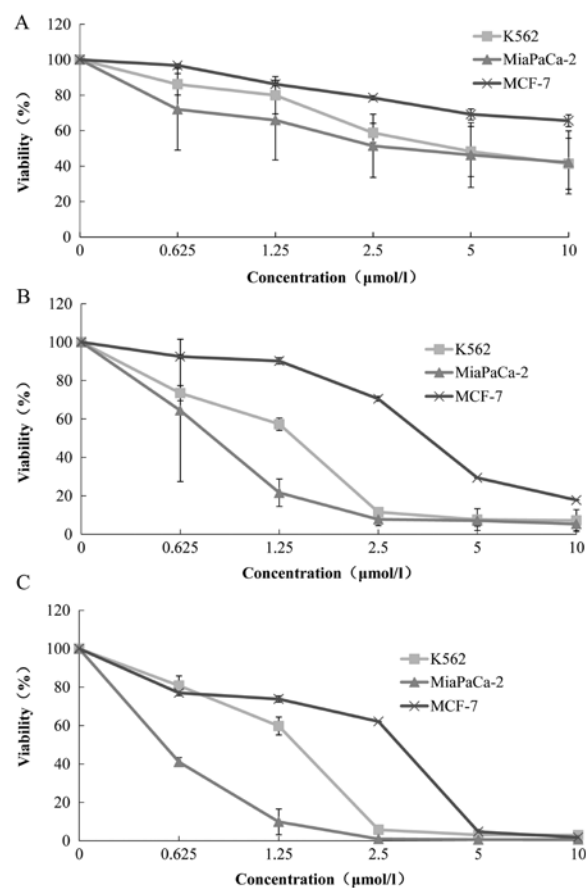 A
120
100
80
60
40
20
0
Viability (%)
K562
MiaPaCa-2
MCF-7
0 0.625 1.25 2.5 5 10
Concentration（μmol/l）
B
120
100
80
60
40
20
0
Viability (%)
K562
MiaPaCa-2
MCF-7
0 0.625 1.25 2.5 5 10
Concentration（μmol/l）
C
120
100
80
60
40
20
0
Viability (%)
K562
MiaPaCa-2
MCF-7
0 0.625 1.25 2.5 5 10
Concentration（μmol/l）